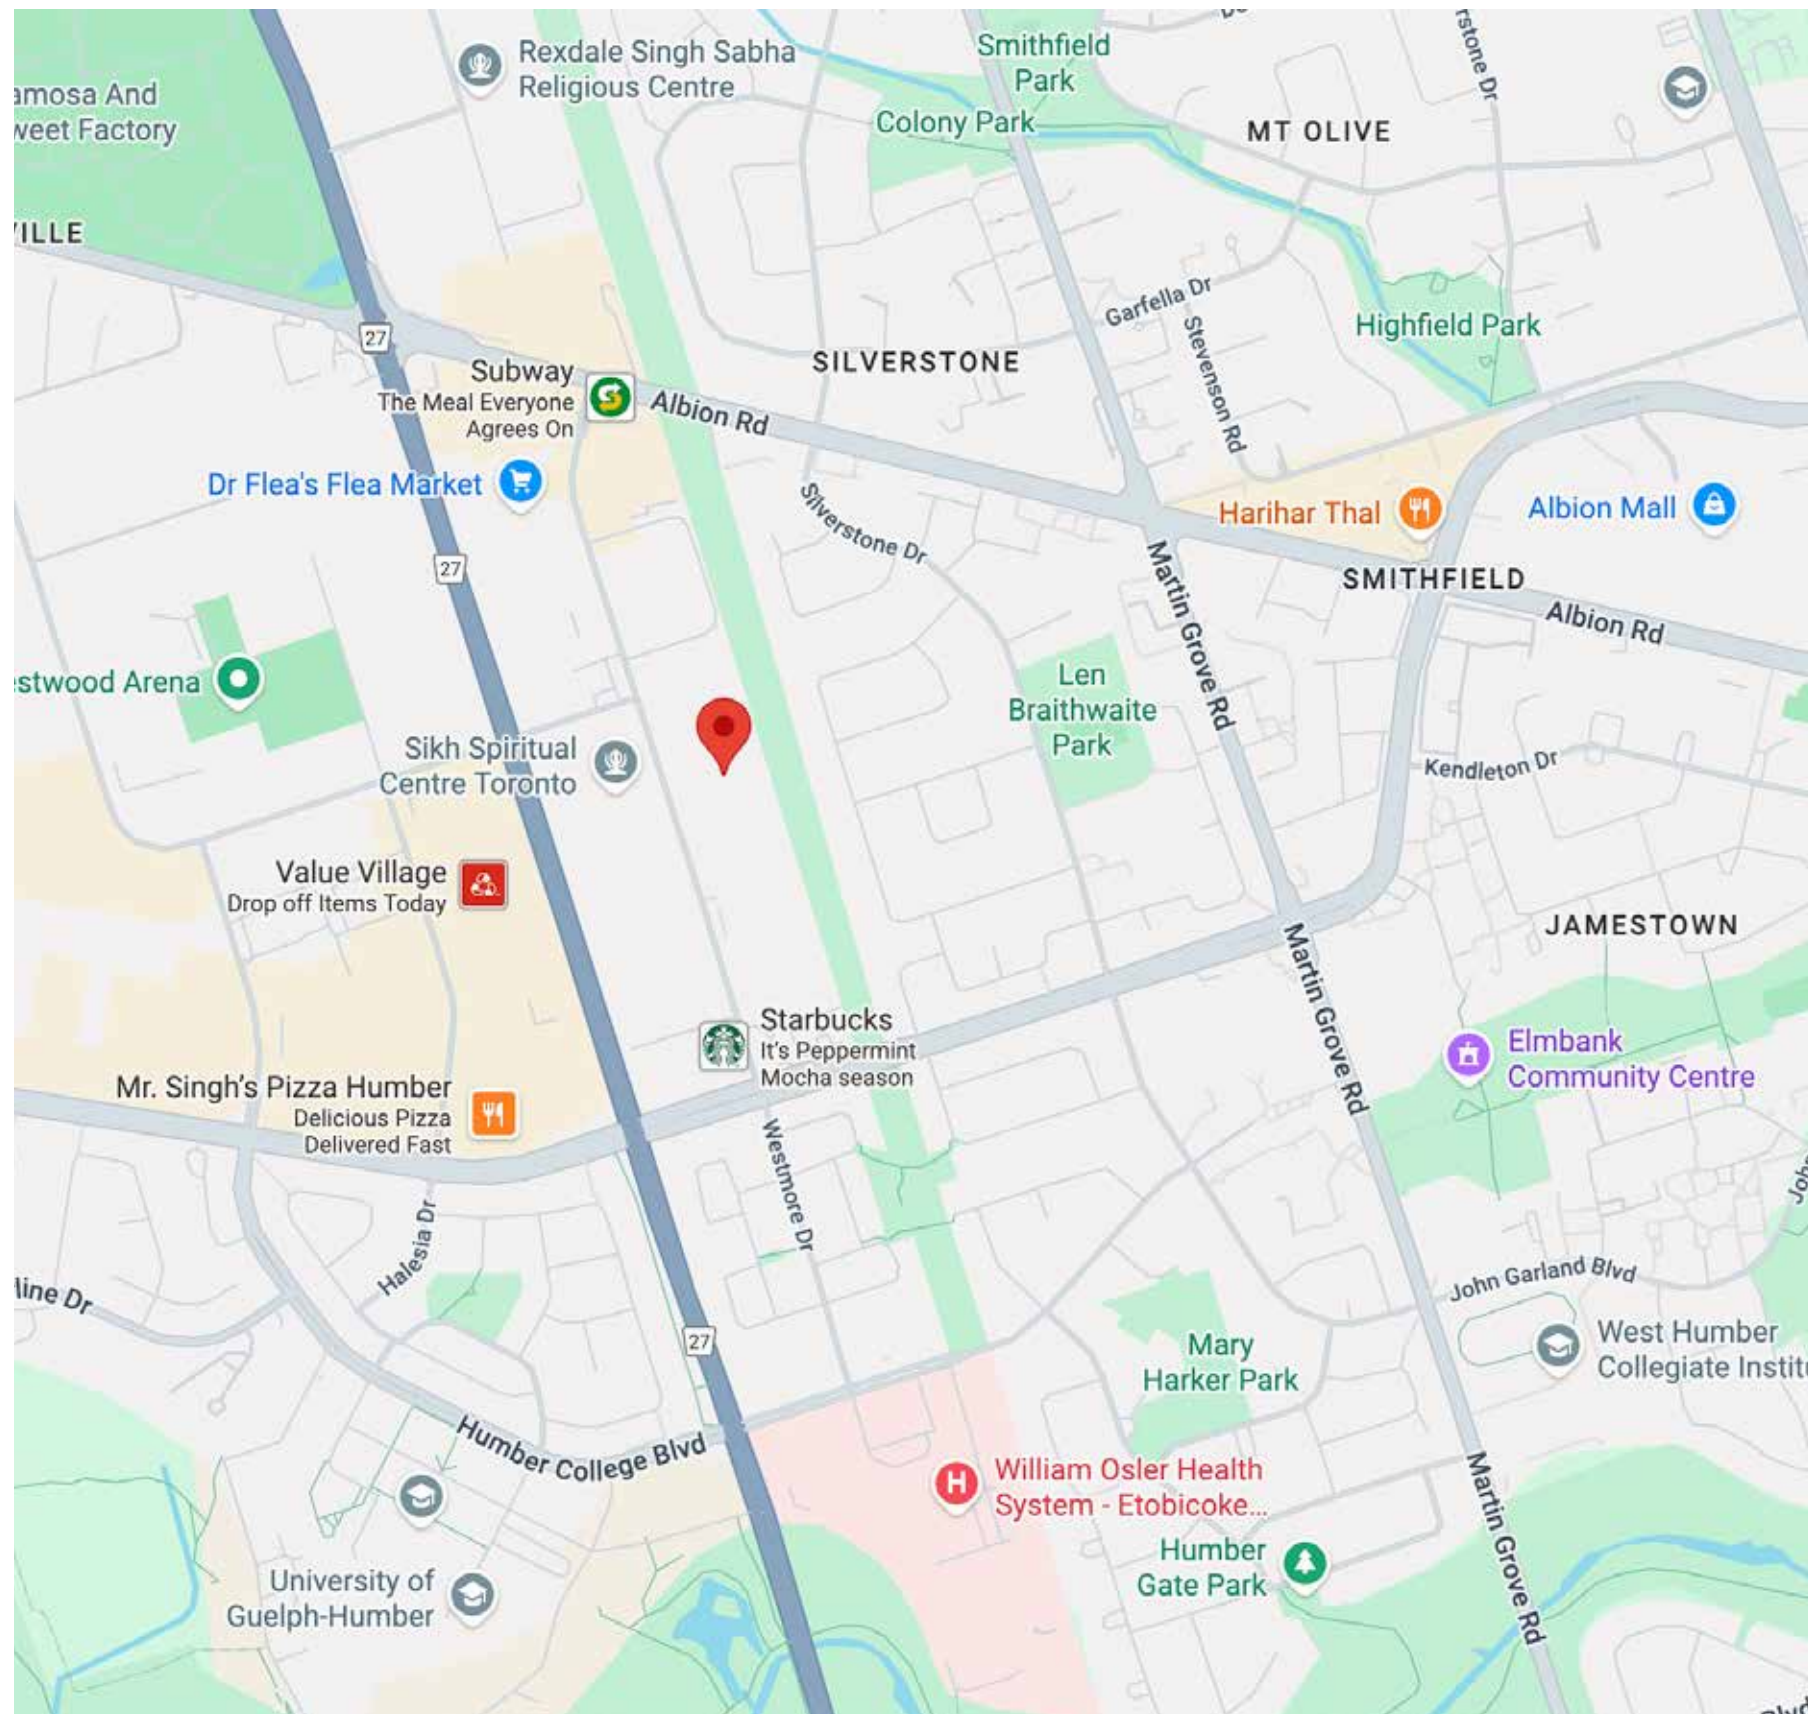 Rexdale Singh Sabha
Religious Centre
Smithfield
Park
Colony Park
MT OLIVE
amosa And
weet Factory
VILLE
rstone Dr
27
Garfella Dr
Stevenson Rd
Highfield Park
SILVERSTONE
Subway
The Meal Everyone
Agrees On
Albion Rd
Dr Flea's Flea Market
Silverstone Dr
Harihar Thal
Albion Mall
27
SMITHFIELD
Albion Rd
Martin Grove Rd
estwood Arena
Len
Braithwaite
Park
Sikh Spiritual
Centre Toronto
Kendleton Dr
Value Village
Drop off Items Today
JAMESTOWN
Martin Grove Rd
Starbucks
It's Peppermint
Mocha season
Elmbank
Community Centre
Mr. Singh's Pizza Humber
Delicious Pizza
Delivered Fast
Westmore Dr
Halesia Dr
John Garland Blvd
line Dr
27
West Humber
Collegiate Institu
Mary
Harker Park
Humber College Blvd
William Osler Health
System - Etobicoke...
H
Martin Grove Rd
Humber
Gate Park
University of
Guelph-Humber